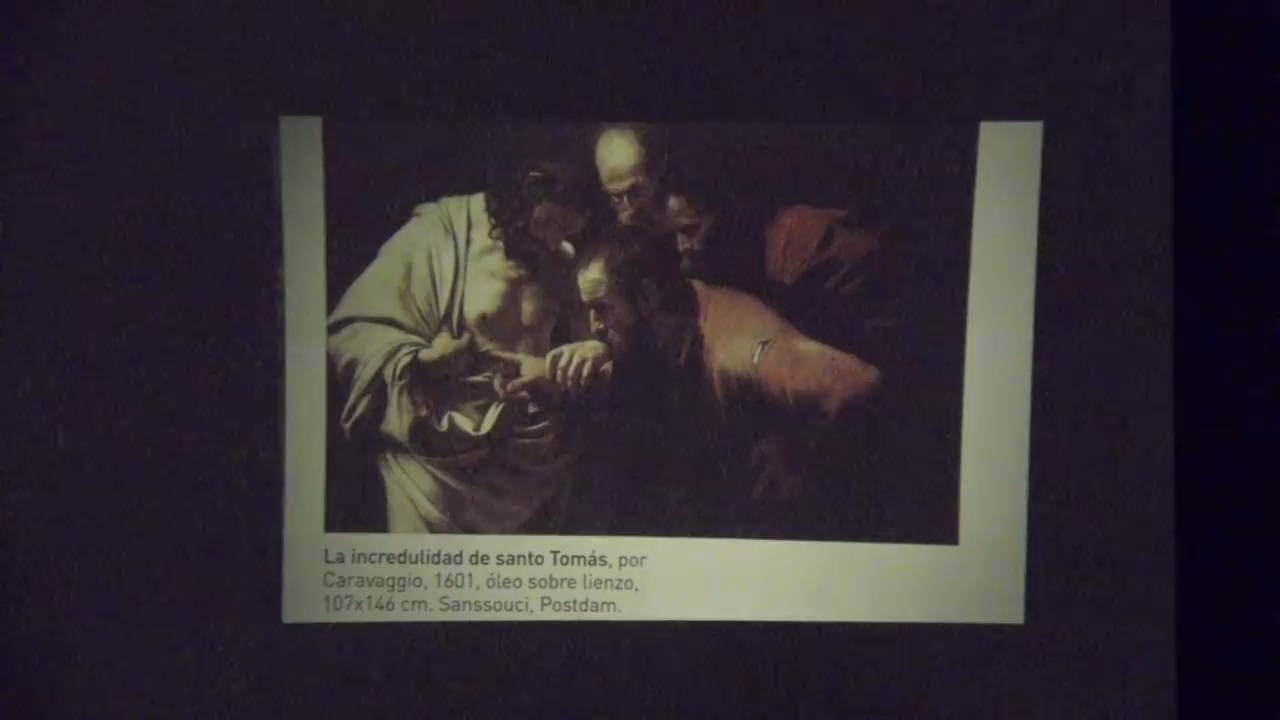 La incredulidad de santo Tomás, por
Caravaggio, 1601, óleo sobre lienzo,
107x146 cm. Sanssouci, Postdam.